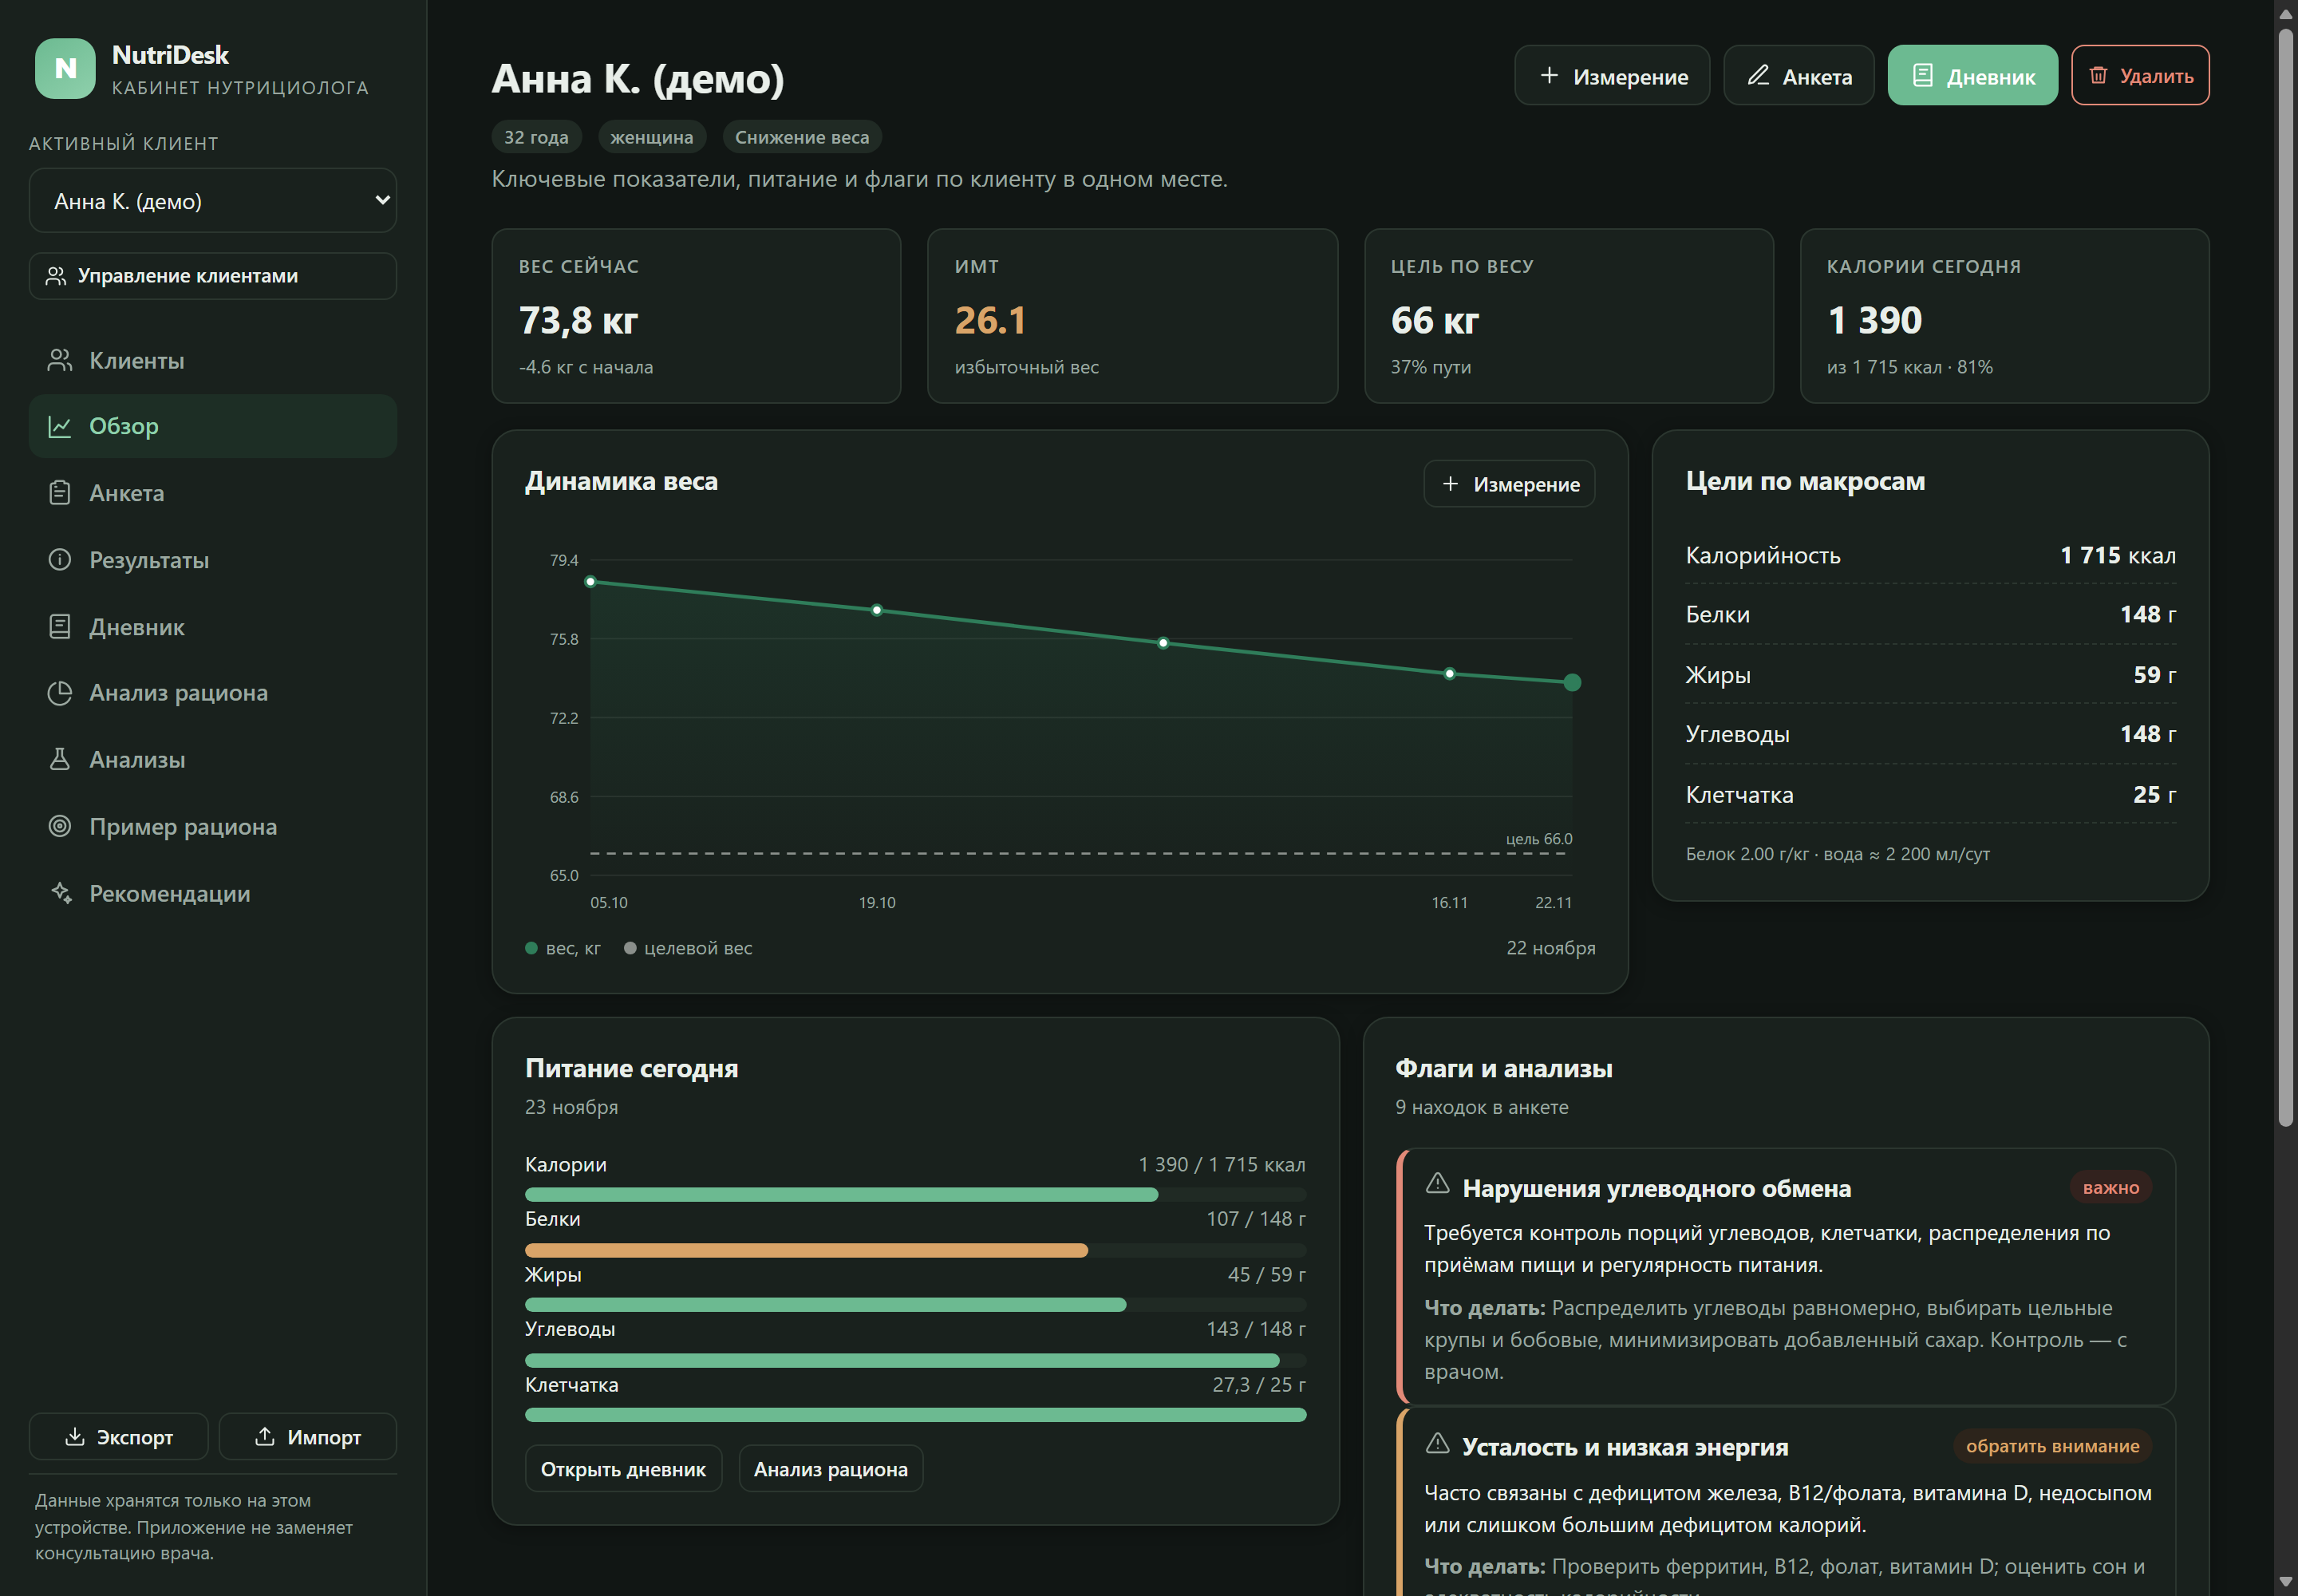 N
NutriDesk
КАБИНЕТ НУТРИЦИОЛОГА
АКТИВНЫЙ КЛИЕНТ
Анна К. (демо)
Управление клиентами
Клиенты
Обзор
Анкета
Результаты
Дневник
Анализ рациона
Анализы
Пример рациона
Рекомендации
Экспорт
Импорт
Данные хранятся только на этом
устройстве. Приложение не заменяет
консультацию врача.
Анна К. (демо)
Измерение
Анкета
Дневник
Удалить
32 года
женщина
Снижение веса
Ключевые показатели, питание и флаги по клиенту в одном месте.
ВЕС СЕЙЧАС
73,8 кг
-4.6 кг с начала
ИМТ
26.1
избыточный вес
ЦЕЛЬ ПО ВЕСУ
66 кг
37% пути
КАЛОРИИ СЕГОДНЯ
1 390
из 1 715 ккал · 81%
Динамика веса
Измерение
79.4
75.8
72.2
68.6
65.0
цель 66.0
05.10
19.10
16.11
22.11
вес, кг
целевой вес
22 ноября
Цели по макросам
Калорийность 1 715 ккал
Белки 148 г
Жиры 59 г
Углеводы 148 г
Клетчатка 25 г
Белок 2.00 г/кг · вода ≈ 2 200 мл/сут
Питание сегодня
23 ноября
Калории 1 390 / 1 715 ккал
Белки 107 / 148 г
Жиры 45 / 59 г
Углеводы 143 / 148 г
Клетчатка 27,3 / 25 г
Открыть дневник
Анализ рациона
Флаги и анализы
9 находок в анкете
Нарушения углеводного обмена
важно
Требуется контроль порций углеводов, клетчатки, распределения по
приёмам пищи и регулярность питания.
Что делать: Распределить углеводы равномерно, выбирать цельные
крупы и бобовые, минимизировать добавленный сахар. Контроль — с
врачом.
Усталость и низкая энергия
обратить внимание
Часто связаны с дефицитом железа, B12/фолата, витамина D, недосыпом
или слишком большим дефицитом калорий.
Что делать: Проверить ферритин, B12, фолат, витамин D; оценить сон и